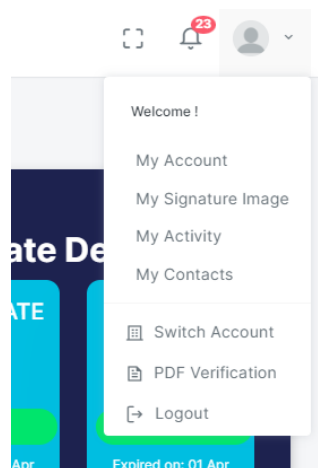 23
Welcome !
My Account
My Signature Image
My Activity
My Contacts
ate De
ATE
Switch Account
PDF Verification
Logout
Apr
Expired on: 01 Apr